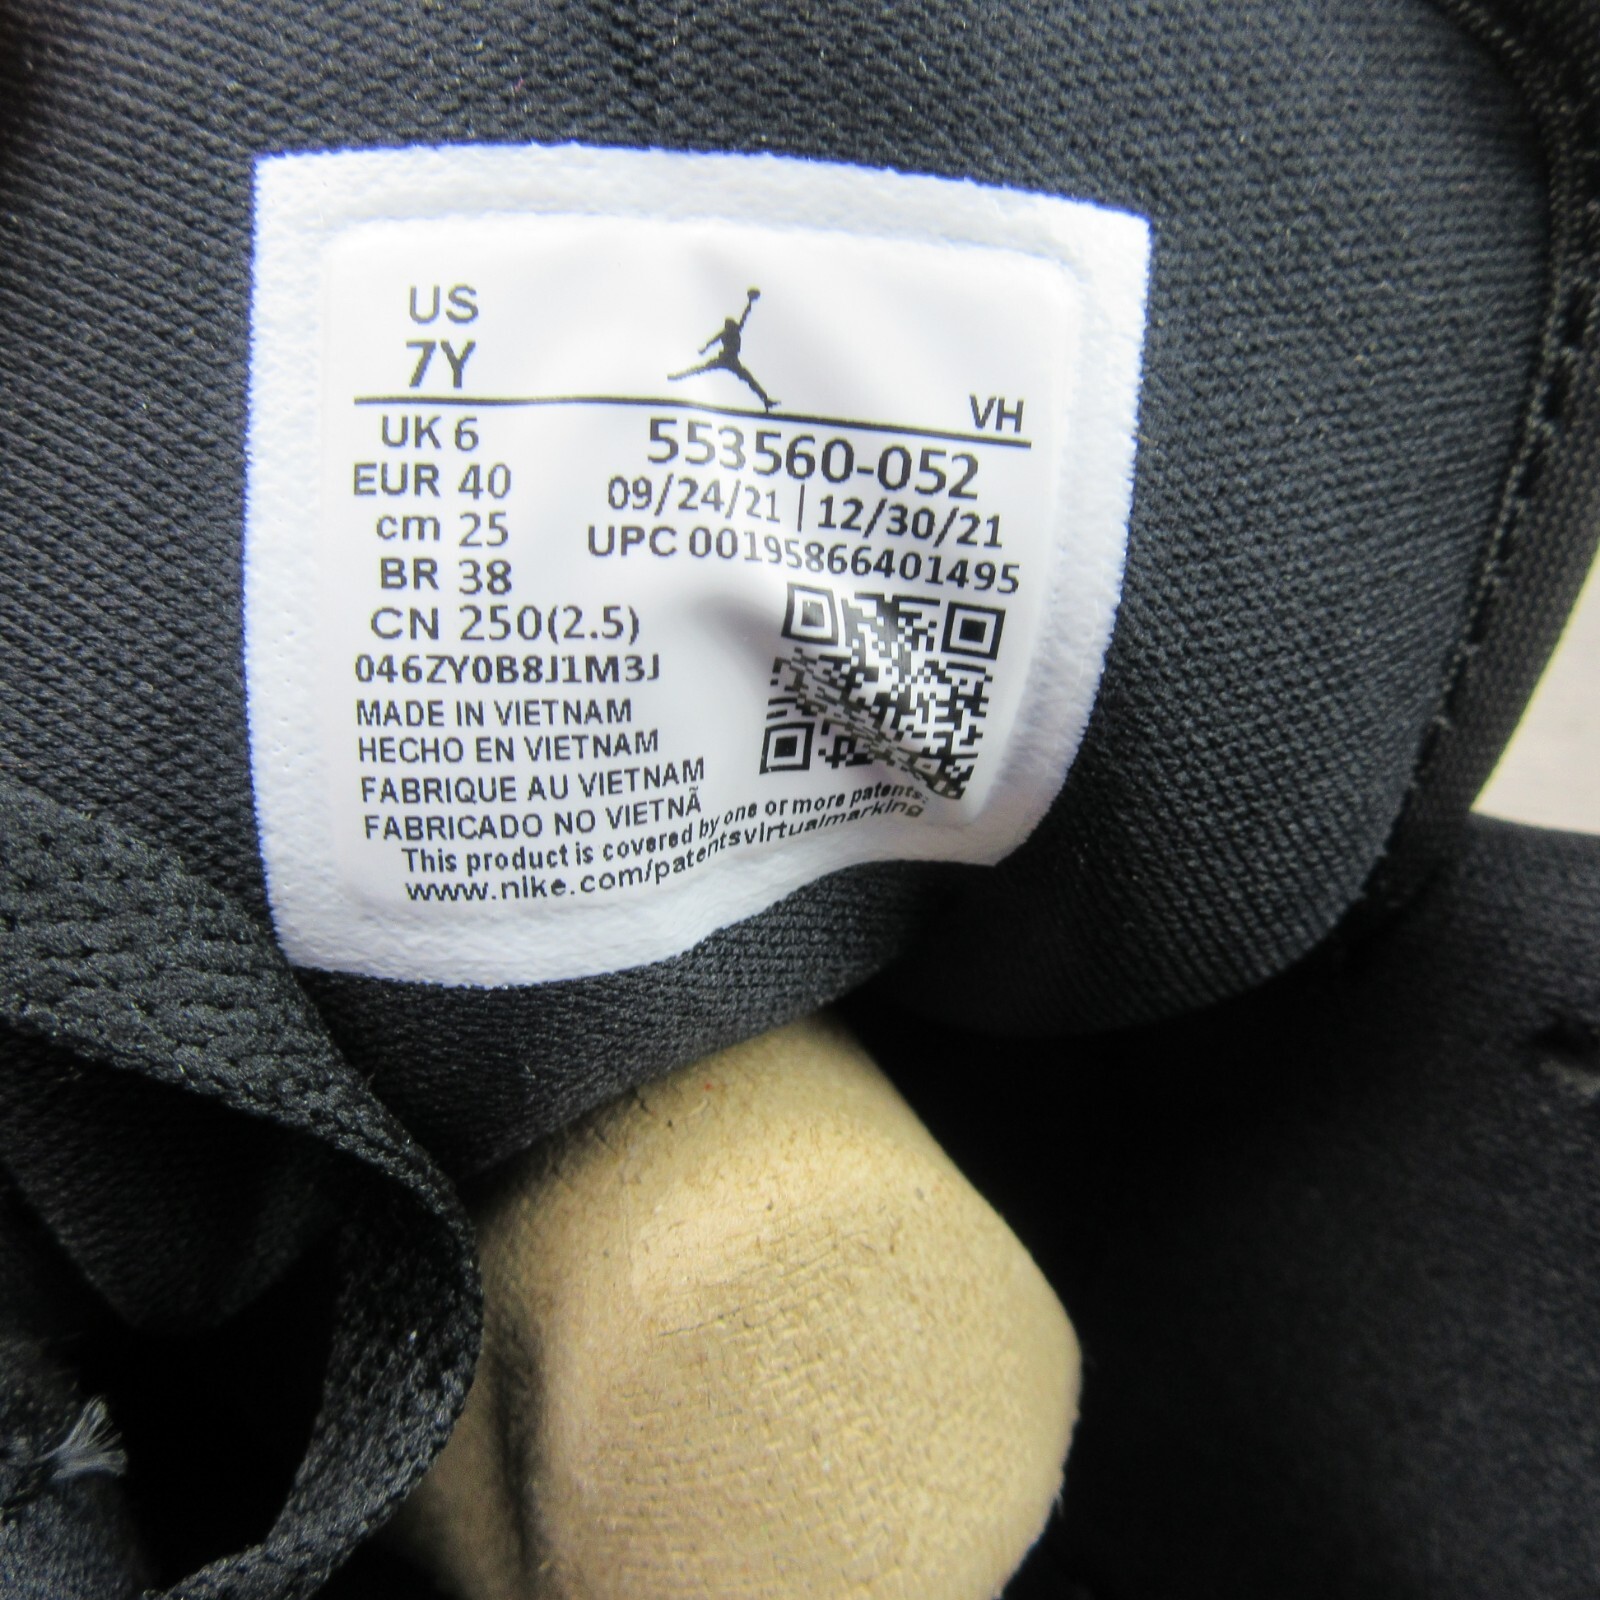 US
7Y
VH
UK 6
EUR 40
cm 25
BR 38
CN 250(2.5)
553560-052
09/24/21 | 12/30/21
UPC 00195866401495
046ZY0B8J1M3J
MADE IN VIETNAM
HECHO EN VIETNAM
FABRIQUE AU VIETNAM
FABRICADO NO VIETNÃ
This product is covered by one or more patents:
www.nike.com/patentsvirtualmarking